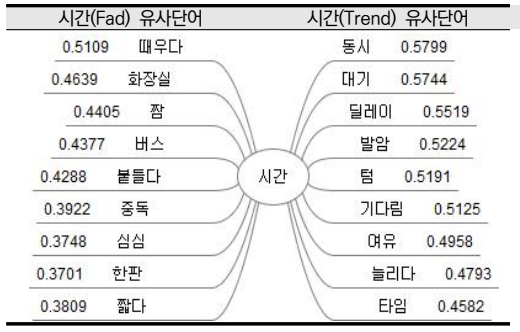 시간(Fad) 유사단어 시간(Trend) 유사단어
0.5109 때우다 동시 0.5799
0.4639 화장실 대기 0.5744
0.4405 짬 딜레이 0.5519
0.4377 버스 발암 0.5224
0.4288 붙들다 시간 텀 0.5191
0.3922 중독 기다림 0.5125
0.3748 심심 여유 0.4958
0.3701 한판 늘리다 0.4793
0.3809 짧다 타임 0.4582